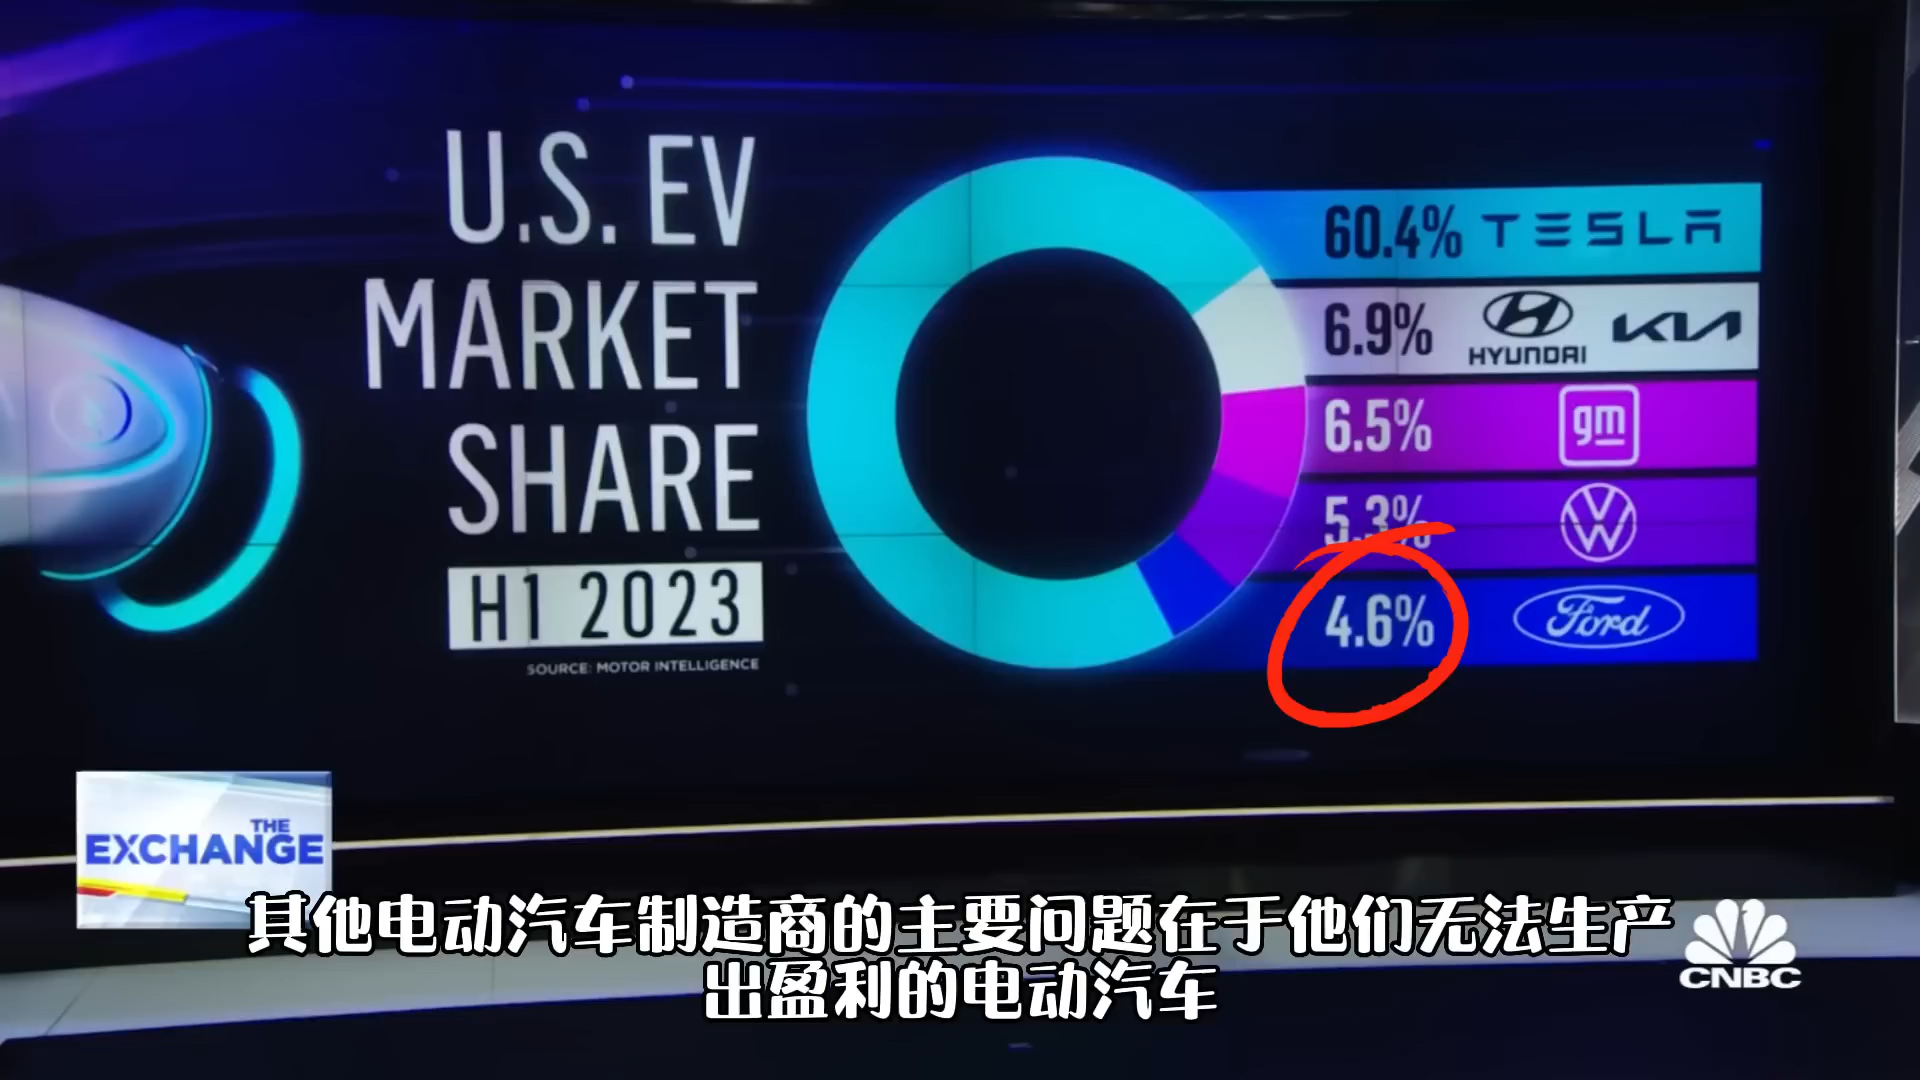 U.S. EV
MARKET
SHARE
H1 2023
SOURCE: MOTOR INTELLIGENCE
60.4% TESLA
6.9% HYUNDAI KIA
6.5% gm
5.3% VW
4.6% Ford
THE
EXCHANGE
其他电动汽车制造商的主要问题在于他们无法生产
出盈利的电动汽车
CNBC